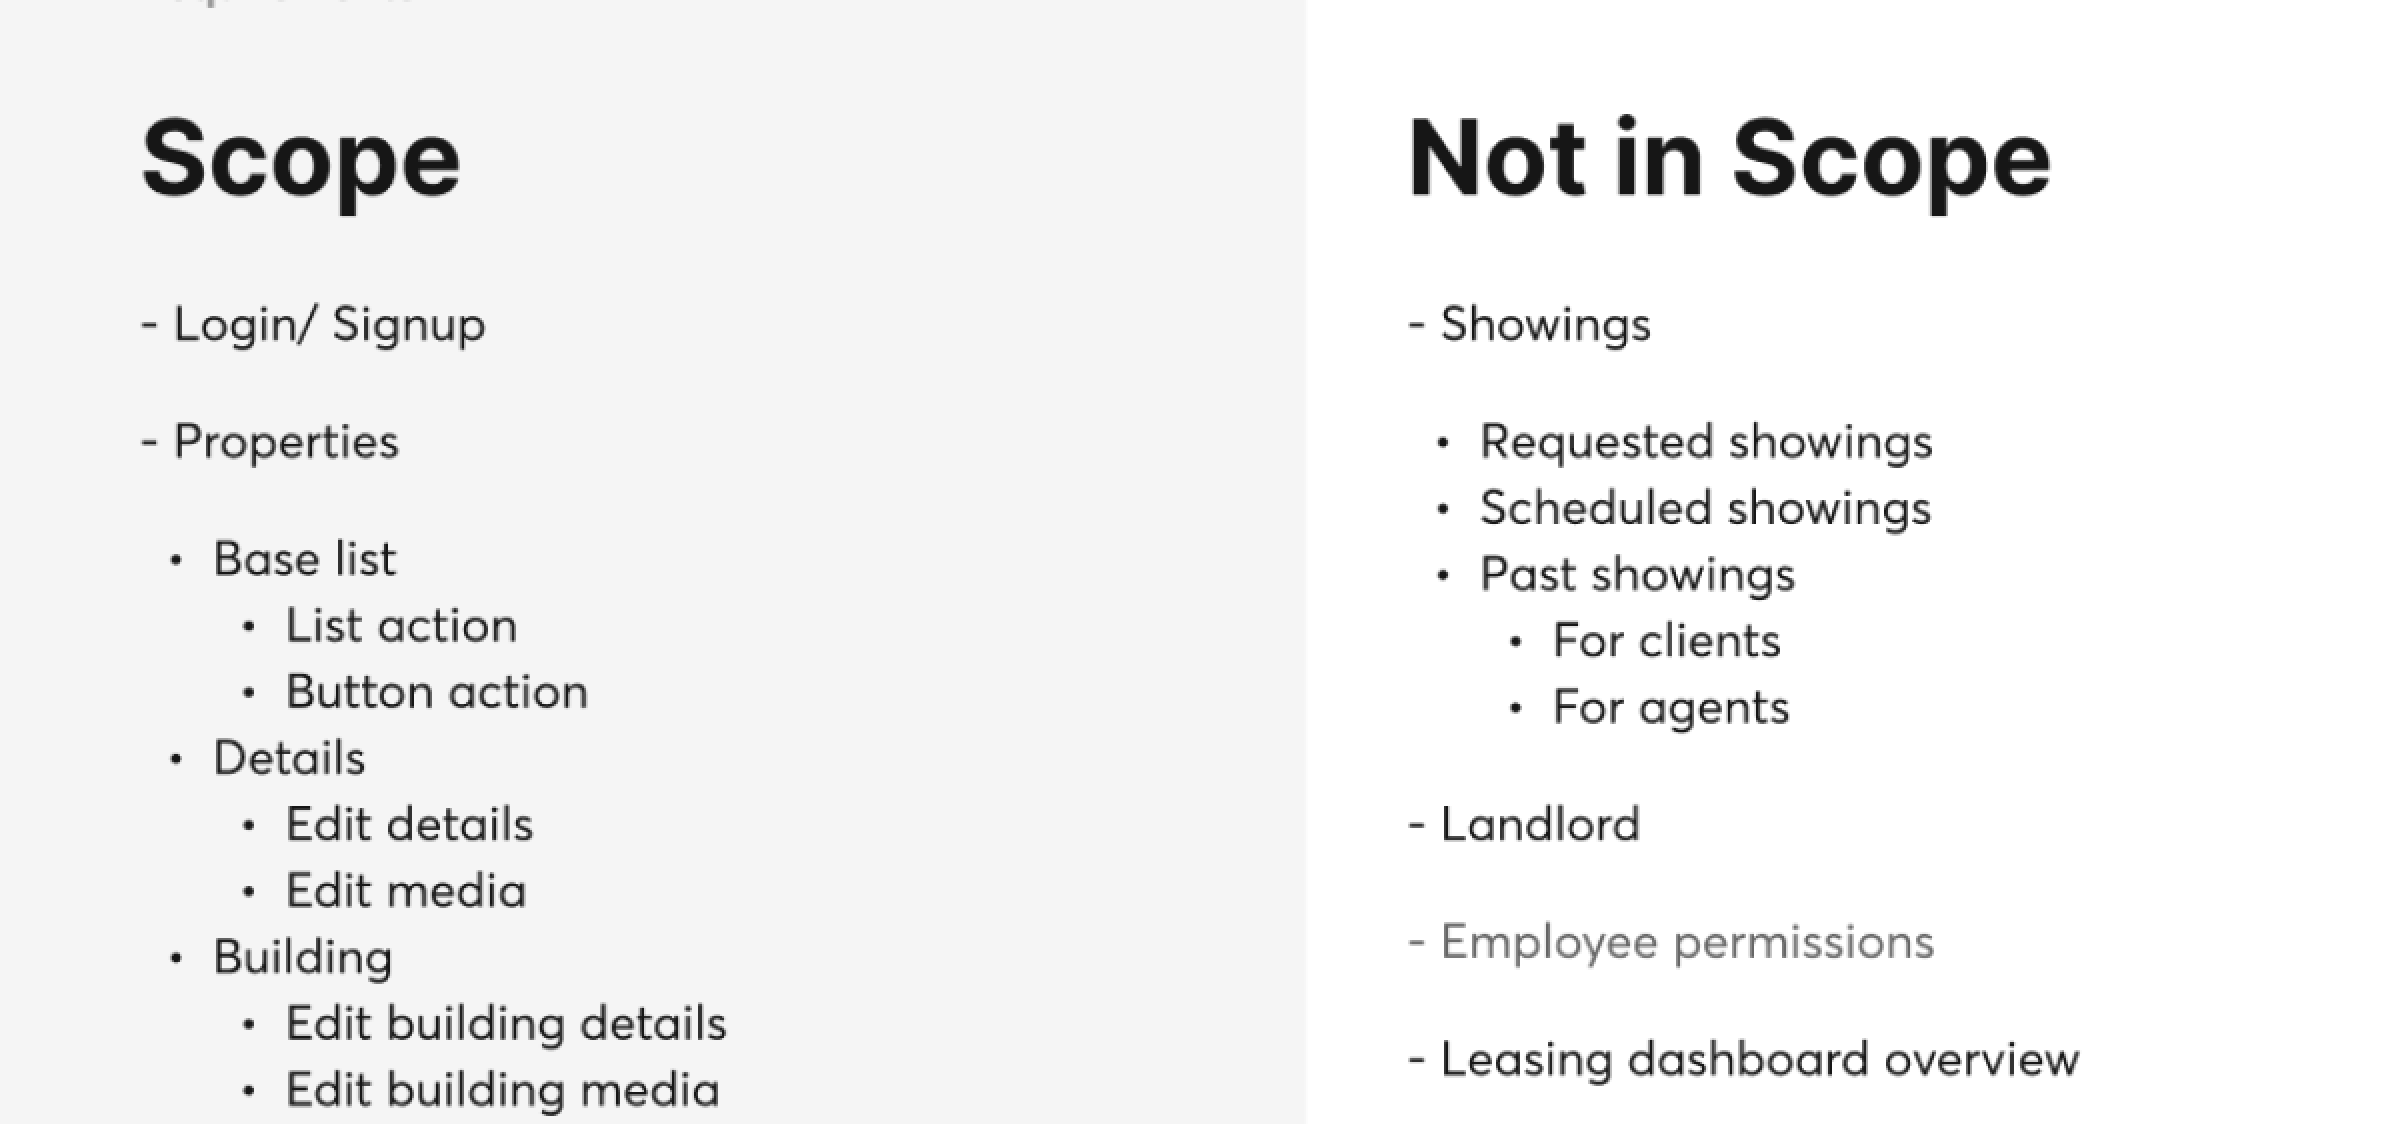 Scope
- Login/ Signup
- Properties
• Base list
• List action
• Button action
• Details
• Edit details
• Edit media
• Building
• Edit building details
• Edit building media
Not in Scope
- Showings
• Requested showings
• Scheduled showings
• Past showings
• For clients
• For agents
- Landlord
- Employee permissions
- Leasing dashboard overview